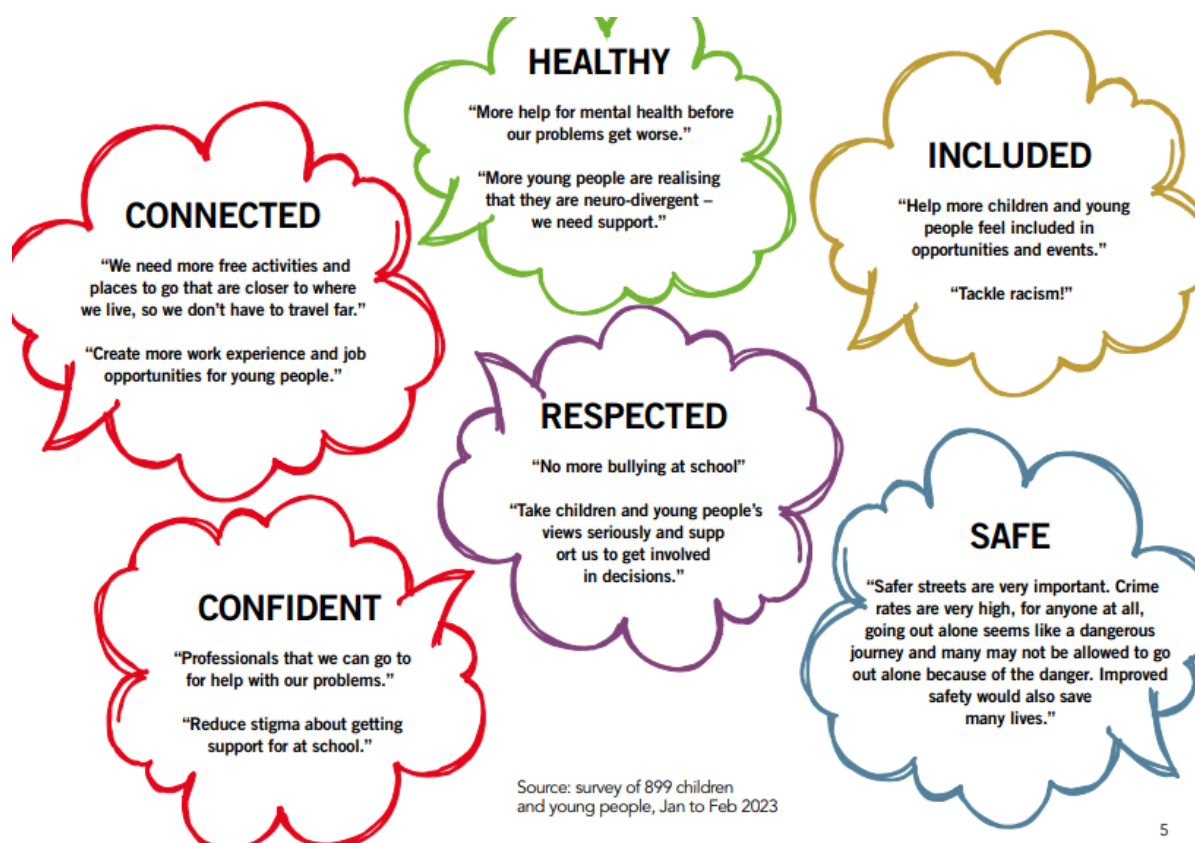 HEALTHY
“More help for mental health before
our problems get worse.”
“More young people are realising
that they are neuro-divergent –
we need support.”
INCLUDED
“Help more children and young
people feel included in
opportunities and events.”
“Tackle racism!”
CONNECTED
“We need more free activities and
places to go that are closer to where
we live, so we don’t have to travel far.”
“Create more work experience and job
opportunities for young people.”
RESPECTED
“No more bullying at school”
“Take children and young people’s
views seriously and supp
ort us to get involved
in decisions.”
SAFE
“Safer streets are very important. Crime
rates are very high, for anyone at all,
going out alone seems like a dangerous
journey and many may not be allowed to go
out alone because of the danger. Improved
safety would also save
many lives.”
CONFIDENT
“Professionals that we can go to
for help with our problems.”
“Reduce stigma about getting
support for at school.”
Source: survey of 899 children
and young people, Jan to Feb 2023
5